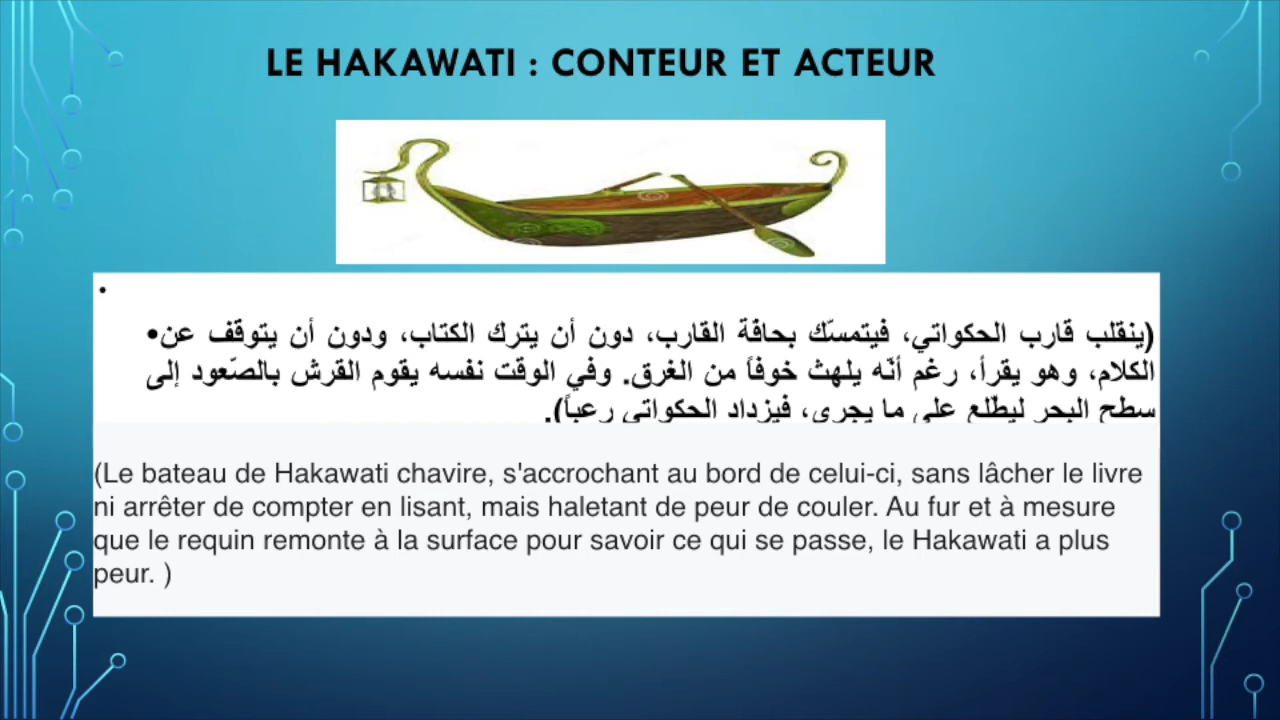 LE HAKAWATI : CONTEUR ET ACTEUR
•
(ينقلب قارب الحكواتي، فيتمسّك بحافة القارب، دون أن يترك الكتاب، ودون أن يتوقف عن•
الكلام، وهو يقرأ، رغم أنّه يلهث خوفاً من الغرق. وفي الوقت نفسه يقوم القرش بالصّعود إلى
سطح البحر ليطّلع على ما يجري، فيزداد الحكواتي رعباً).
(Le bateau de Hakawati chavire, s'accrochant au bord de celui-ci, sans lâcher le livre
ni arrêter de compter en lisant, mais haletant de peur de couler. Au fur et à mesure
que le requin remonte à la surface pour savoir ce qui se passe, le Hakawati a plus
peur. )